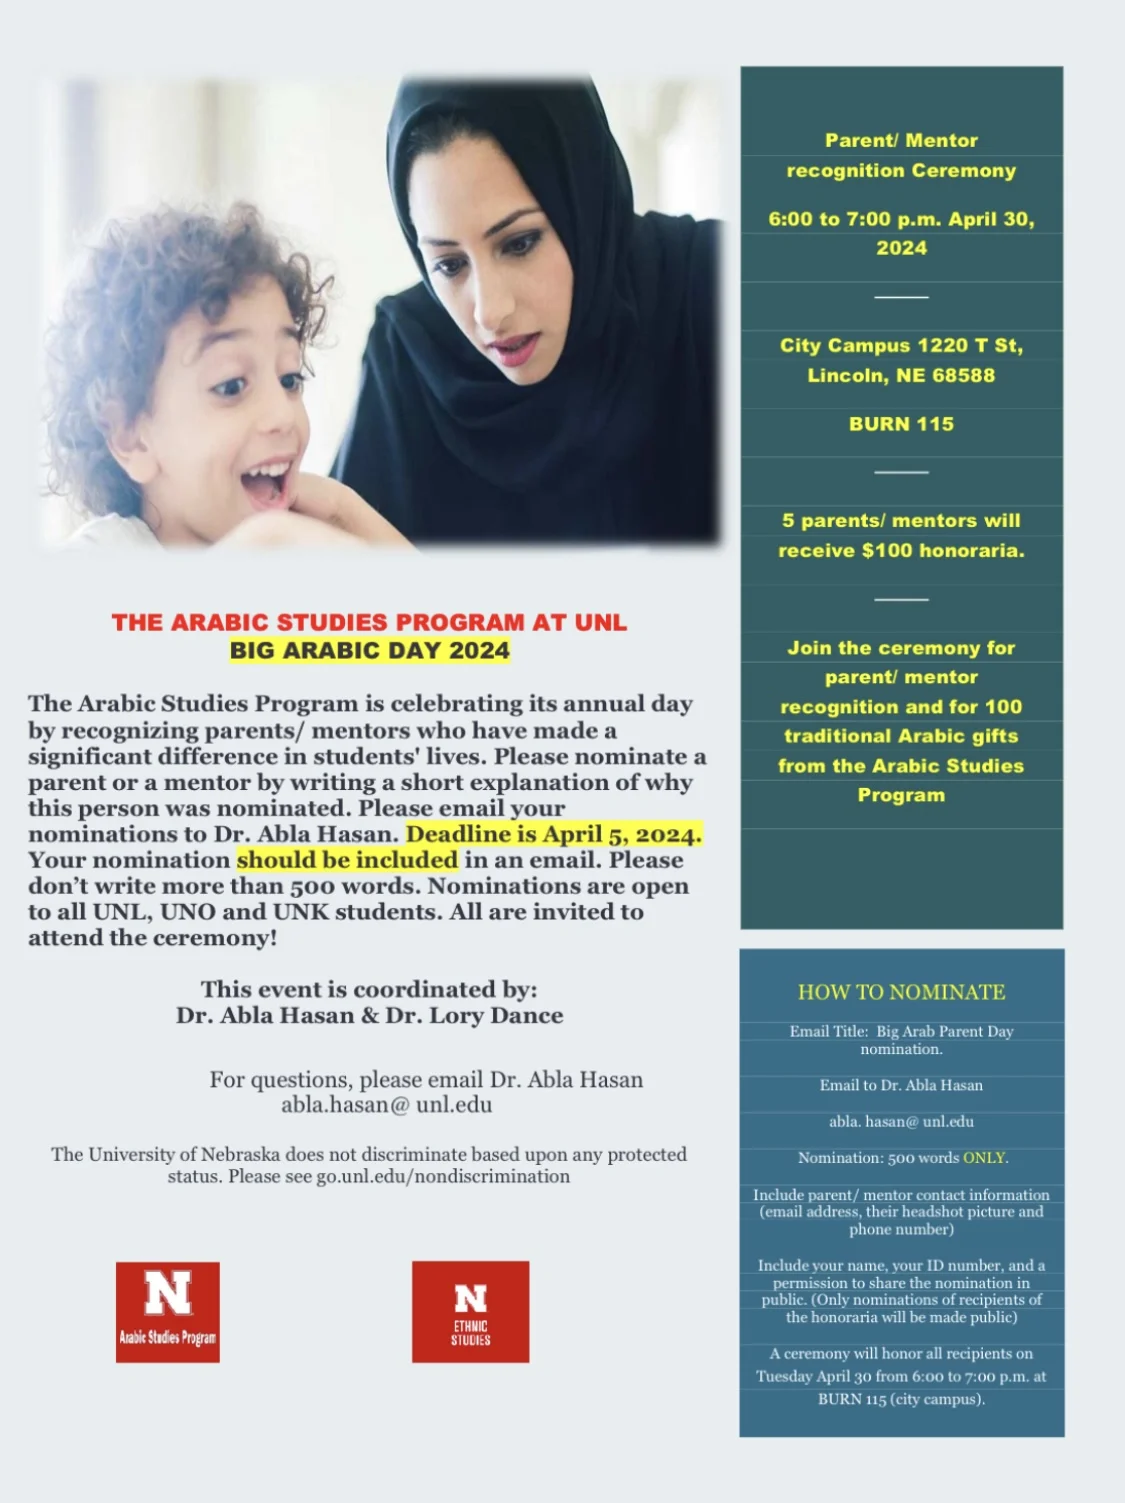 Parent/ Mentor
recognition Ceremony
6:00 to 7:00 p.m. April 30,
2024
City Campus 1220 T St,
Lincoln, NE 68588
BURN 115
5 parents/ mentors will
receive $100 honoraria.
Join the ceremony for
parent/ mentor
recognition and for 100
traditional Arabic gifts
from the Arabic Studies
Program
THE ARABIC STUDIES PROGRAM AT UNL
BIG ARABIC DAY 2024
The Arabic Studies Program is celebrating its annual day
by recognizing parents/ mentors who have made a
significant difference in students' lives. Please nominate a
parent or a mentor by writing a short explanation of why
this person was nominated. Please email your
nominations to Dr. Abla Hasan. Deadline is April 5, 2024.
Your nomination should be included in an email. Please
don’t write more than 500 words. Nominations are open
to all UNL, UNO and UNK students. All are invited to
attend the ceremony!
This event is coordinated by:
Dr. Abla Hasan & Dr. Lory Dance
For questions, please email Dr. Abla Hasan
abla.hasan@ unl.edu
The University of Nebraska does not discriminate based upon any protected
status. Please see go.unl.edu/nondiscrimination
N
Arabic Studies Program
N
ETHNIC
STUDIES
HOW TO NOMINATE
Email Title:  Big Arab Parent Day
nomination.
Email to Dr. Abla Hasan
abla. hasan@ unl.edu
Nomination: 500 words ONLY.
Include parent/ mentor contact information
(email address, their headshot picture and
phone number)
Include your name, your ID number, and a
permission to share the nomination in
public. (Only nominations of recipients of
the honoraria will be made public)
A ceremony will honor all recipients on
Tuesday April 30 from 6:00 to 7:00 p.m. at
BURN 115 (city campus).